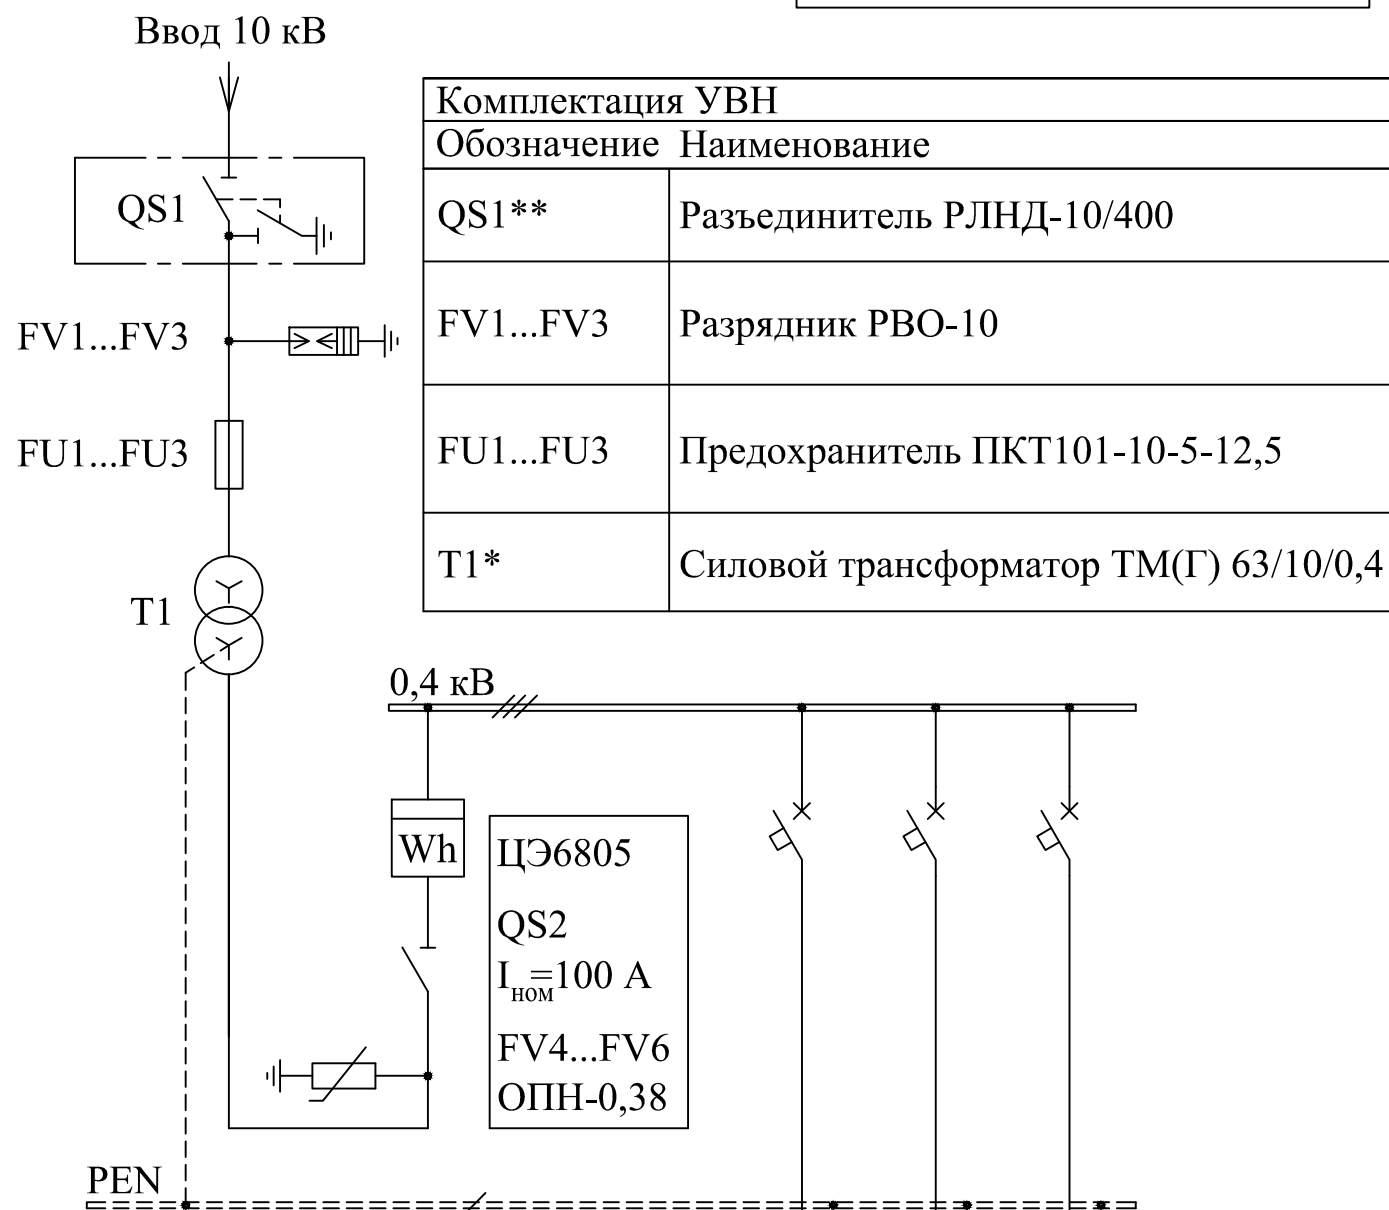 Ввод 10 кВ
Комплектация УВН
Обозначение Наименование
QS1** Разъединитель РЛНД-10/400
QS1
FV1...FV3 Разрядник РВО-10
FV1...FV3
FU1...FU3 Предохранитель ПКТ101-10-5-12,5
FU1...FU3
T1* Силовой трансформатор ТМ(Г) 63/10/0,4
T1
0,4 кВ
Wh
ЦЭ6805
QS2
Iном=100 А
FV4...FV6
ОПН-0,38
PEN